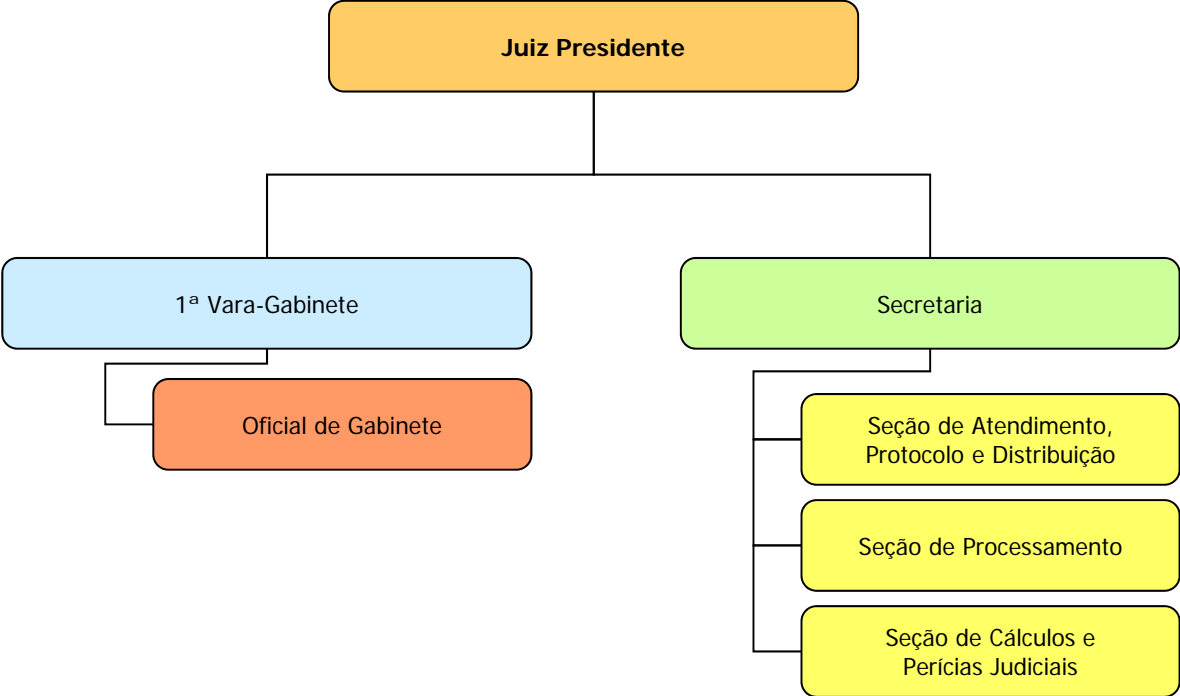 Juiz Presidente
1ª Vara-Gabinete
Oficial de Gabinete
Secretaria
Seção de Atendimento,
Protocolo e Distribuição
Seção de Processamento
Seção de Cálculos e
Perícias Judiciais